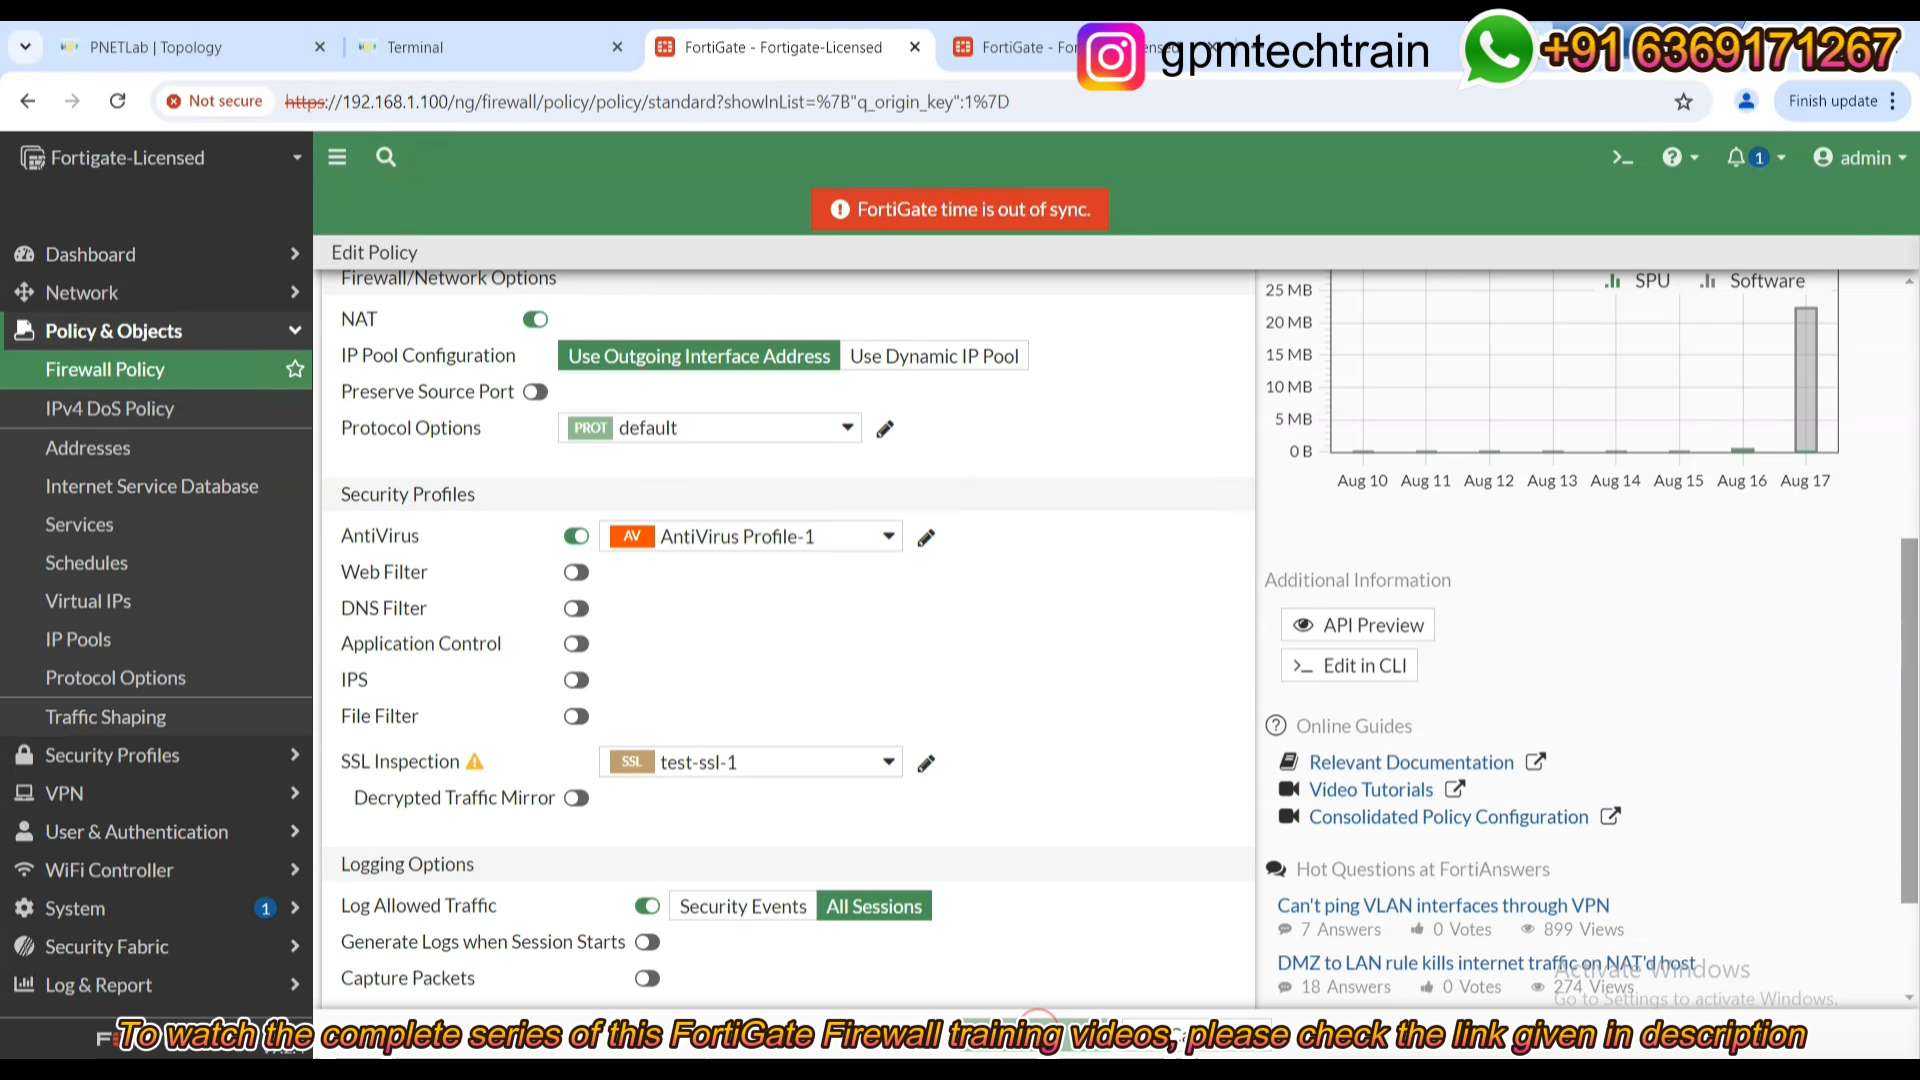 PNETLab | Topology
Terminal
FortiGate - Fortigate-Licensed
FortiGate - For
gpmtechtrain
+91 6369171267
Not secure
https://192.168.1.100/ng/firewall/policy/policy/standard?showInList=%7B"q_origin_key":1%7D
Finish update
Fortigate-Licensed
1
admin
FortiGate time is out of sync.
Dashboard
Network
Policy & Objects
Firewall Policy
IPv4 DoS Policy
Addresses
Internet Service Database
Services
Schedules
Virtual IPs
IP Pools
Protocol Options
Traffic Shaping
Security Profiles
VPN
User & Authentication
WiFi Controller
System
1
Security Fabric
Log & Report
Edit Policy
Firewall/Network Options
NAT
IP Pool Configuration
Use Outgoing Interface Address
Use Dynamic IP Pool
Preserve Source Port
Protocol Options
PROT default
Security Profiles
AntiVirus
AV AntiVirus Profile-1
Web Filter
DNS Filter
Application Control
IPS
File Filter
SSL Inspection
SSL test-ssl-1
Decrypted Traffic Mirror
Logging Options
Log Allowed Traffic
Security Events
All Sessions
Generate Logs when Session Starts
Capture Packets
SPU
Software
25 MB
20 MB
15 MB
10 MB
5 MB
0 B
Aug 10 Aug 11 Aug 12 Aug 13 Aug 14 Aug 15 Aug 16 Aug 17
Additional Information
API Preview
>_ Edit in CLI
Online Guides
Relevant Documentation
Video Tutorials
Consolidated Policy Configuration
Hot Questions at FortiAnswers
Can't ping VLAN interfaces through VPN
7 Answers 0 Votes 899 Views
DMZ to LAN rule kills internet traffic on NAT'd host
18 Answers 0 Votes 274 Views
Activate Windows
Go to Settings to activate Windows.
To watch the complete series of this FortiGate Firewall training videos, please check the link given in description